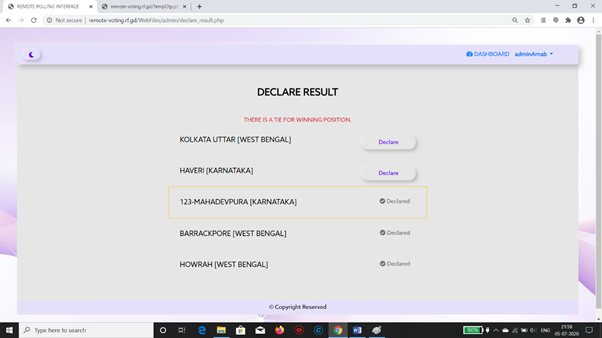 REMOTE POLLING INTERFACE
remote-voting.rf.gd/TempOtp.ph
Not secure | remote-voting.rf.gd/WebFiles/admin/declare_result.php
DASHBOARD adminArnab
DECLARE RESULT
THERE IS A TIE FOR WINNING POSITION.
KOLKATA UTTAR [WEST BENGAL] Declare
HAVERI [KARNATAKA] Declare
123-MAHADEVPURA [KARNATAKA] Declared
BARRACKPORE [WEST BENGAL] Declared
HOWRAH [WEST BENGAL] Declared
© Copyright Reserved
Type here to search
90%
ENG
21:58
05-07-2020